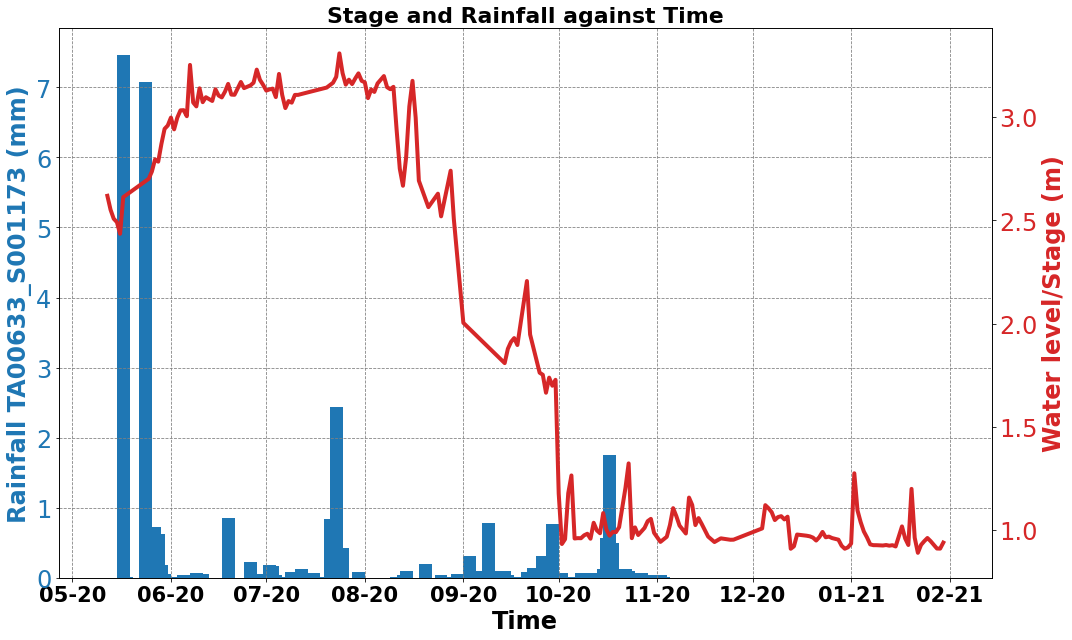 Stage and Rainfall against Time
Rainfall TA00633_S001173 (mm)
7
6
5
4
3
2
1
0
Water level/Stage (m)
3.0
2.5
2.0
1.5
1.0
05-20 06-20 07-20 08-20 09-20 10-20 11-20 12-20 01-21 02-21
Time